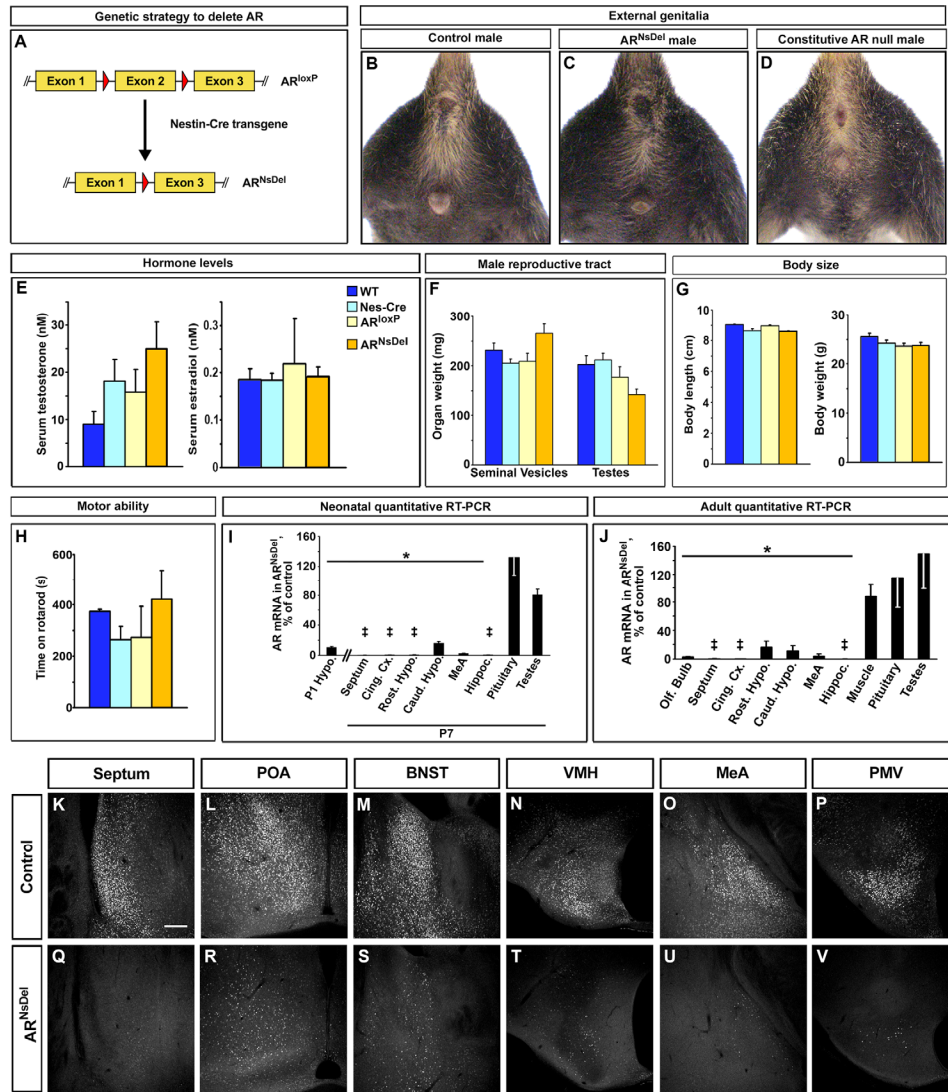 Genetic strategy to delete AR
A
// Exon 1 Exon 2 Exon 3 // AR^loxP
Nestin-Cre transgene
// Exon 1 Exon 3 // AR^NsDel
External genitalia
Control male
AR^NsDel male
Constitutive AR null male
B
C
D
Hormone levels
E
Serum testosterone (nM)
30
20
10
0
Serum estradiol (nM)
0.3
0.2
0.1
0
WT
Nes-Cre
AR^loxP
AR^NsDel
Male reproductive tract
F
Organ weight (mg)
300
200
100
0
Seminal Vesicles
Testes
Body size
G
Body length (cm)
10
8
6
4
2
0
Body weight (g)
30
20
10
0
Motor ability
H
Time on rotarod (s)
600
400
200
0
Neonatal quantitative RT-PCR
I
AR mRNA in AR^NsDel,
% of control
120
80
40
0
*
‡ ‡ ‡ ‡
P1 Hypo.
//
Septum
Cing. Cx.
Rost. Hypo.
Caud. Hypo.
MeA
Hippoc.
Pituitary
Testes
P7
Adult quantitative RT-PCR
J
AR mRNA in AR^NsDel,
% of control
150
120
80
40
0
*
‡ ‡ ‡
Olf. Bulb
Septum
Cing. Cx.
Rost. Hypo.
Caud. Hypo.
MeA
Hippoc.
Muscle
Pituitary
Testes
Septum
POA
BNST
VMH
MeA
PMV
Control
K
L
M
N
O
P
AR^NsDel
Q
R
S
T
U
V